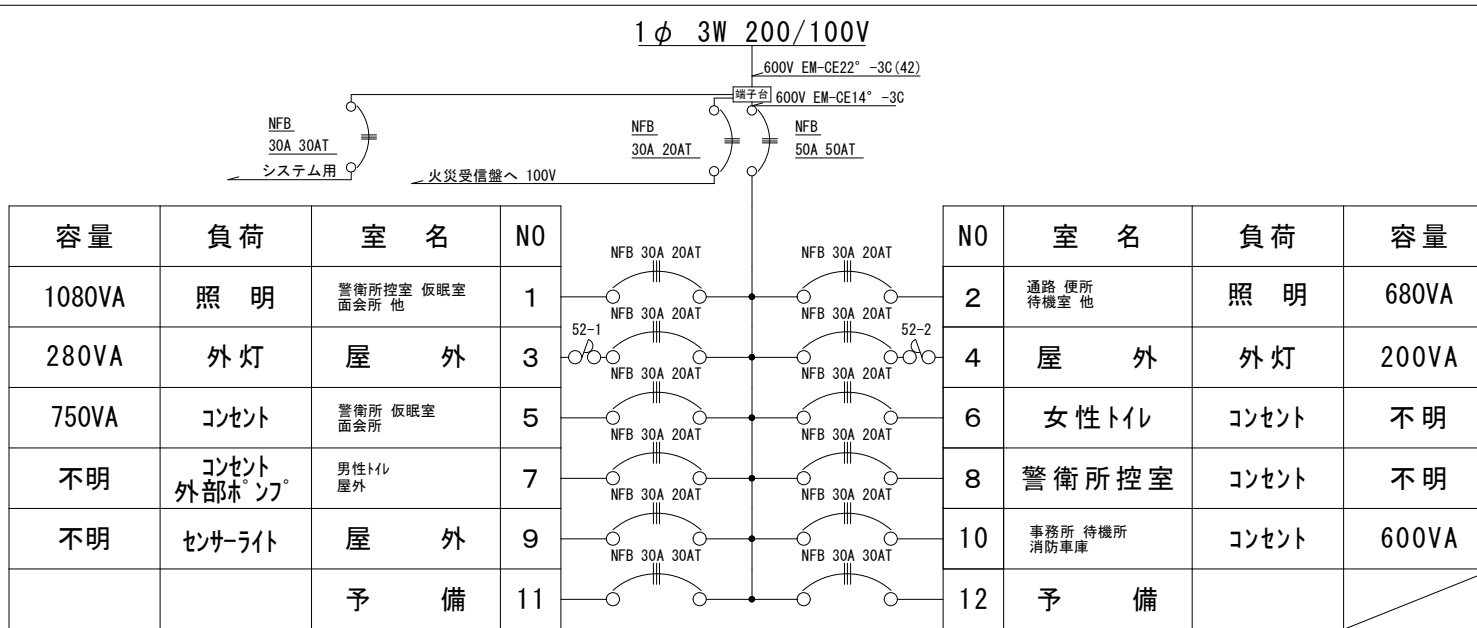 1φ 3W 200/100V
600V EM-CE22°-3C(42)
端子台
600V EM-CE14°-3C
NFB
30A 30AT
システム用
NFB
30A 20AT
火災受信盤へ 100V
NFB
50A 50AT
容量 負荷 室 名 NO
NO 室 名 負荷 容量
NFB 30A 20AT
NFB 30A 20AT
1080VA 照 明 警衛所控室 仮眠室
面会所 他
1
2 通路 便所
待機室 他
照 明 680VA
NFB 30A 20AT
NFB 30A 20AT
280VA 外灯 屋 外 3
52-1
52-2
4 屋 外 外灯 200VA
NFB 30A 20AT
NFB 30A 20AT
750VA コンセント 警衛所 仮眠室
面会所
5
6 女性トイレ コンセント 不明
NFB 30A 20AT
NFB 30A 20AT
不明 コンセント
外部ポンプ
男性トイレ
屋外
7
8 警衛所控室 コンセント 不明
NFB 30A 20AT
NFB 30A 20AT
不明 センサーライト 屋 外 9
10 事務所 待機所
消防車庫
コンセント 600VA
NFB 30A 30AT
NFB 30A 30AT
予 備 11
12 予 備